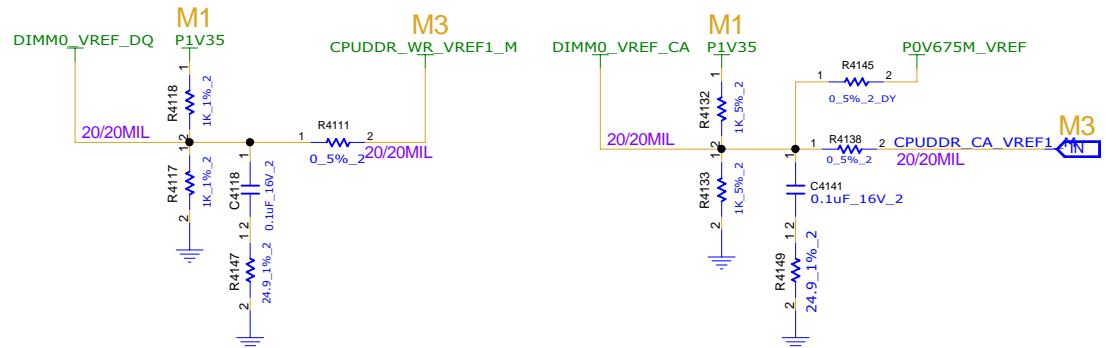 M1
DIMM0_VREF_DQ
P1V35
M3
CPUDDR_WR_VREF1_M
1
R4118
1K_1%_2
2
20/20MIL
1
R4111
2
0_5%_2
20/20MIL
1
R4117
1K_1%_2
2
1
C4118
0.1uF_16V_2
2
1
R4147
24.9_1%_2
2
M1
DIMM0_VREF_CA
P1V35
P0V675M_VREF
1
R4145
2
0_5%_2_DY
1
R4132
1K_5%_2
2
20/20MIL
1
R4138
2
0_5%_2
CPUDDR_CA_VREF1_M
20/20MIL
M3
IN
1
R4133
1K_5%_2
2
1
C4141
0.1uF_16V_2
2
1
R4149
24.9_1%_2
2